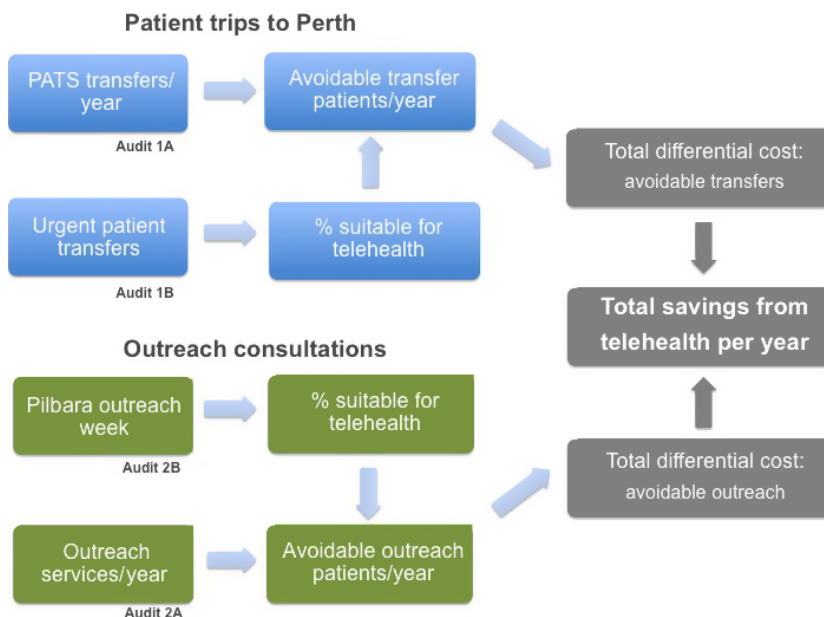 Patient trips to Perth
PATS transfers/
year
Audit 1A
Avoidable transfer
patients/year
Urgent patient
transfers
Audit 1B
% suitable for
telehealth
Total differential cost:
avoidable transfers
Total savings from
telehealth per year
Outreach consultations
Pilbara outreach
week
Audit 2B
% suitable for
telehealth
Total differential cost:
avoidable outreach
Outreach
services/year
Audit 2A
Avoidable outreach
patients/year